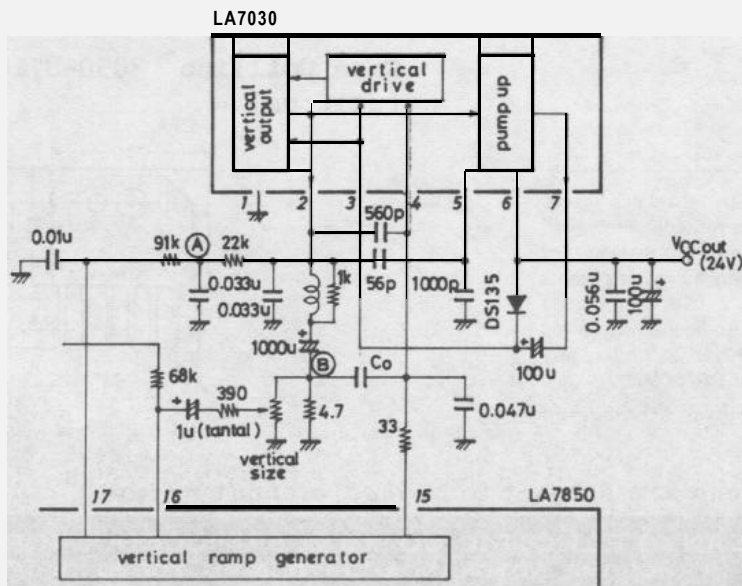 LA7030
vertical output
vertical drive
pump up
1 2 3 4 5 6 7
560p
0.01u
91k
A
22k
VCC out
(24V)
0.033u
0.033u
1k
56p
1000p
DS135
0.056u
100u
1000u
B
Co
100u
68k
390
1u (tantal)
4.7
33
0.047u
vertical size
17 16 15
LA7850
vertical ramp generator